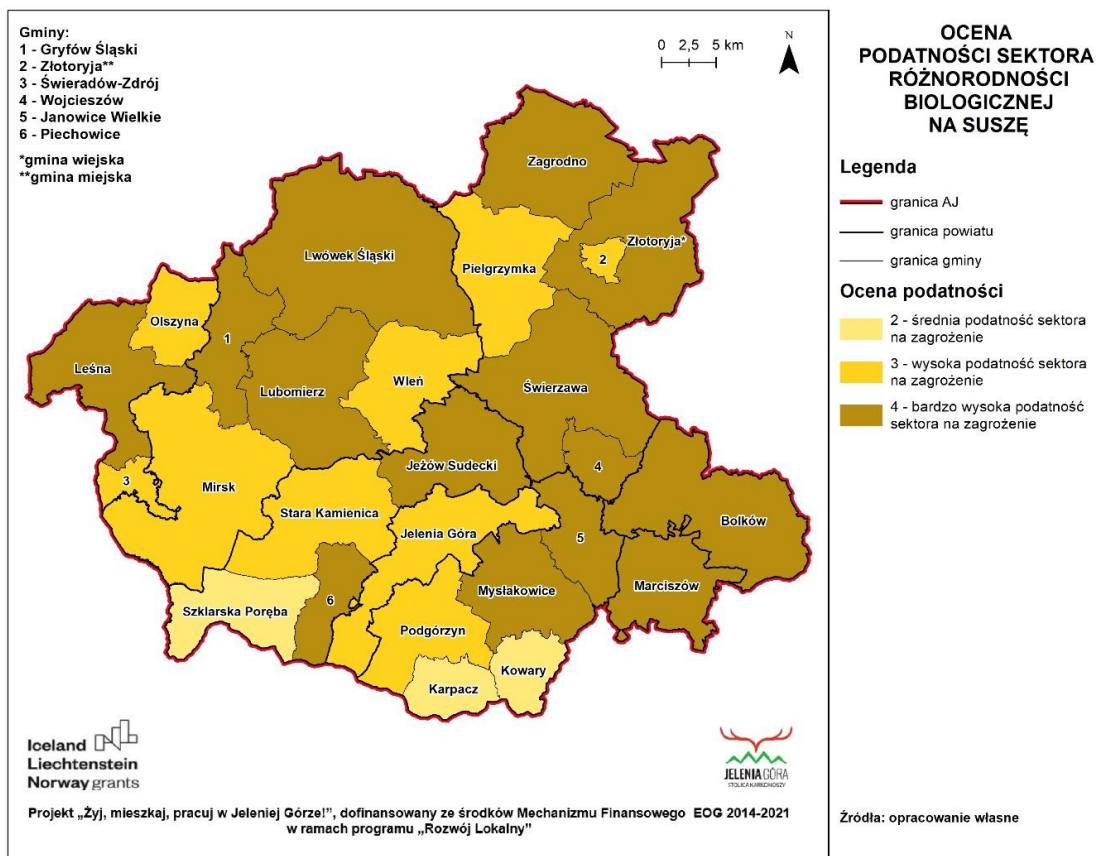 Gminy:
1 - Gryfów Śląski
2 - Złotoryja**
3 - Świeradów-Zdrój
4 - Wojcieszów
5 - Janowice Wielkie
6 - Piechowice
*gmina wiejska
**gmina miejska
0 2,5 5 km
N
Zagrodno
Złotoryja*
2
Lwówek Śląski
Pielgrzymka
Olszyna
1
Leśna
Lubomierz
Wleń
Świerzawa
Jeżów Sudecki
4
3
Mirsk
Stara Kamienica
Jelenia Góra
5
Bolków
Mysłakowice
Marciszów
Szklarska Poręba
6
Podgórzyn
Kowary
Karpacz
Iceland
Liechtenstein
Norway grants
JELENIA GÓRA
STOLICA KARKONOSZY
Projekt „Żyj, mieszkaj, pracuj w Jeleniej Górze!”, dofinansowany ze środków Mechanizmu Finansowego EOG 2014-2021
w ramach programu „Rozwój Lokalny”
OCENA
PODATNOŚCI SEKTORA
RÓŻNORODNOŚCI
BIOLOGICZNEJ
NA SUSZĘ
Legenda
granica AJ
granica powiatu
granica gminy
Ocena podatności
2 - średnia podatność sektora
na zagrożenie
3 - wysoka podatność sektora
na zagrożenie
4 - bardzo wysoka podatność
sektora na zagrożenie
Źródła: opracowanie własne